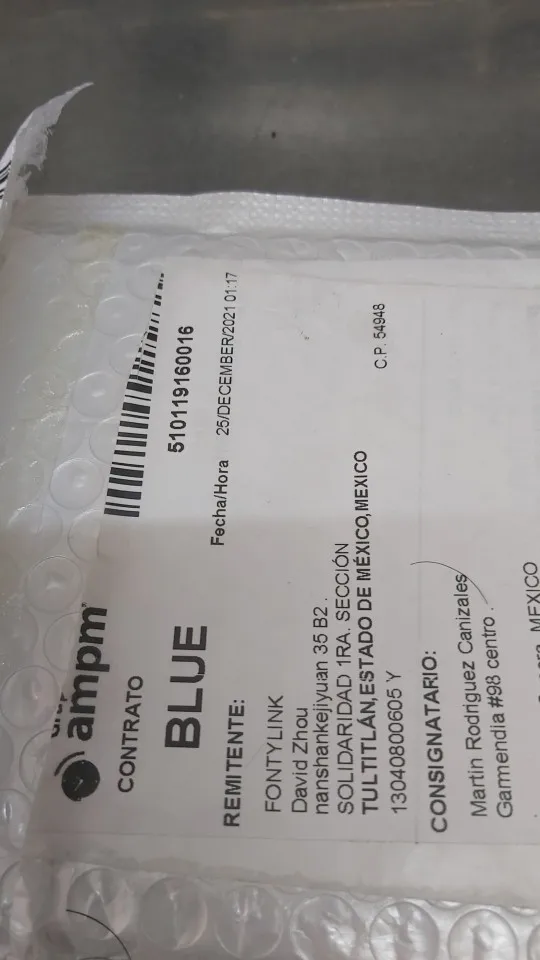 ampm
CONTRATO
BLUE
510119160016
Fecha/Hora 25/DECEMBER/2021 01:17
REMITENTE:
FONTYLINK
David Zhou
nanshankejiyuan 35 B2 .
SOLIDARIDAD 1RA. SECCIÓN
TULTITLÁN,ESTADO DE MÉXICO,MEXICO C.P. 54948
13040800605 Y
CONSIGNATARIO:
Martin Rodriguez Canizales
Garmendia #98 centro .
MEXICO